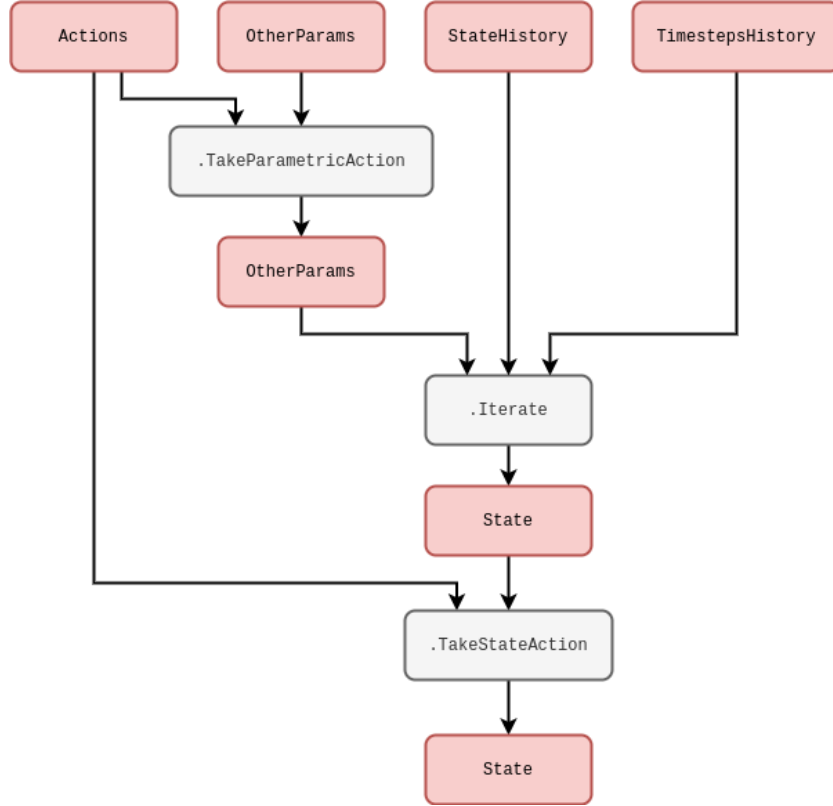 Actions
OtherParams
StateHistory
TimestepsHistory
.TakeParametricAction
OtherParams
.Iterate
State
.TakeStateAction
State